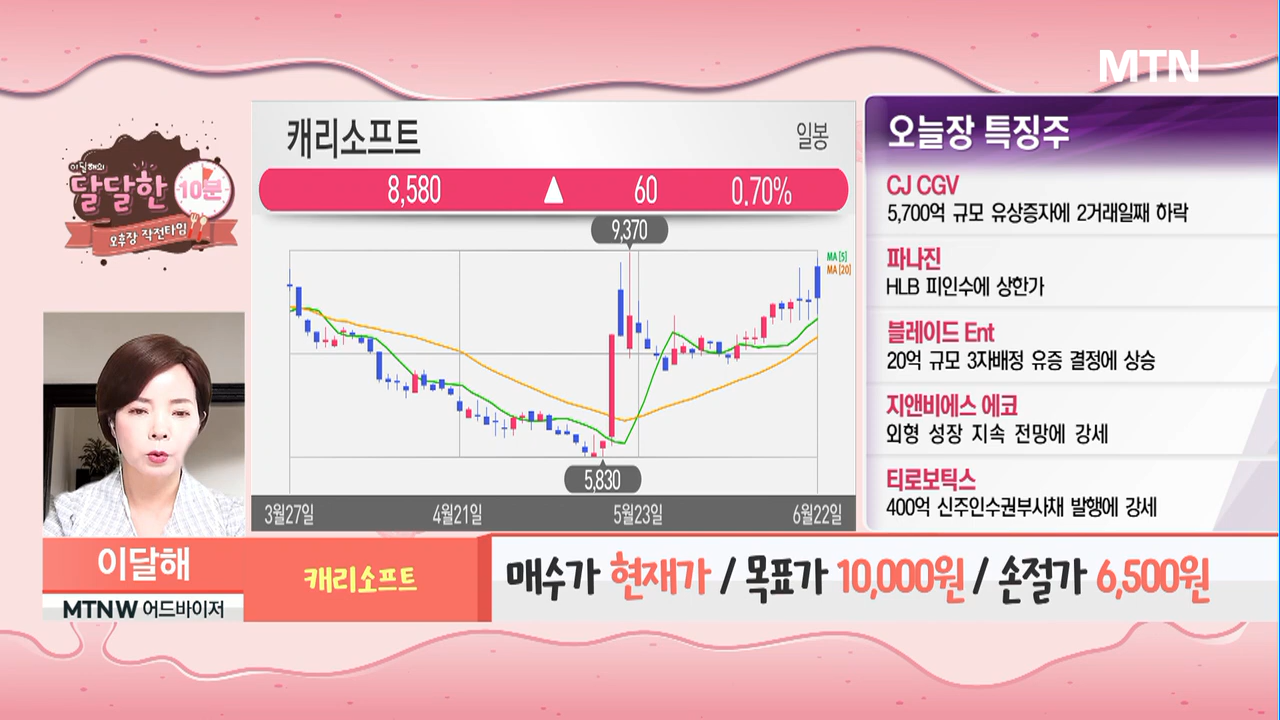 MTN
이달해의
달달한 10분
오후장 작전타임
캐리소프트
일봉
8,580 ▲ 60 0.70%
9,370
MA [5]
MA [20]
5,830
3월27일 4월21일 5월23일 6월22일
오늘장 특징주
CJ CGV
5,700억 규모 유상증자에 2거래일째 하락
파나진
HLB 피인수에 상한가
블레이드 Ent
20억 규모 3자배정 유증 결정에 상승
지앤비에스 에코
외형 성장 지속 전망에 강세
티로보틱스
400억 신주인수권부사채 발행에 강세
이달해
MTNW 어드바이저
캐리소프트
매수가 현재가 / 목표가 10,000원 / 손절가 6,500원